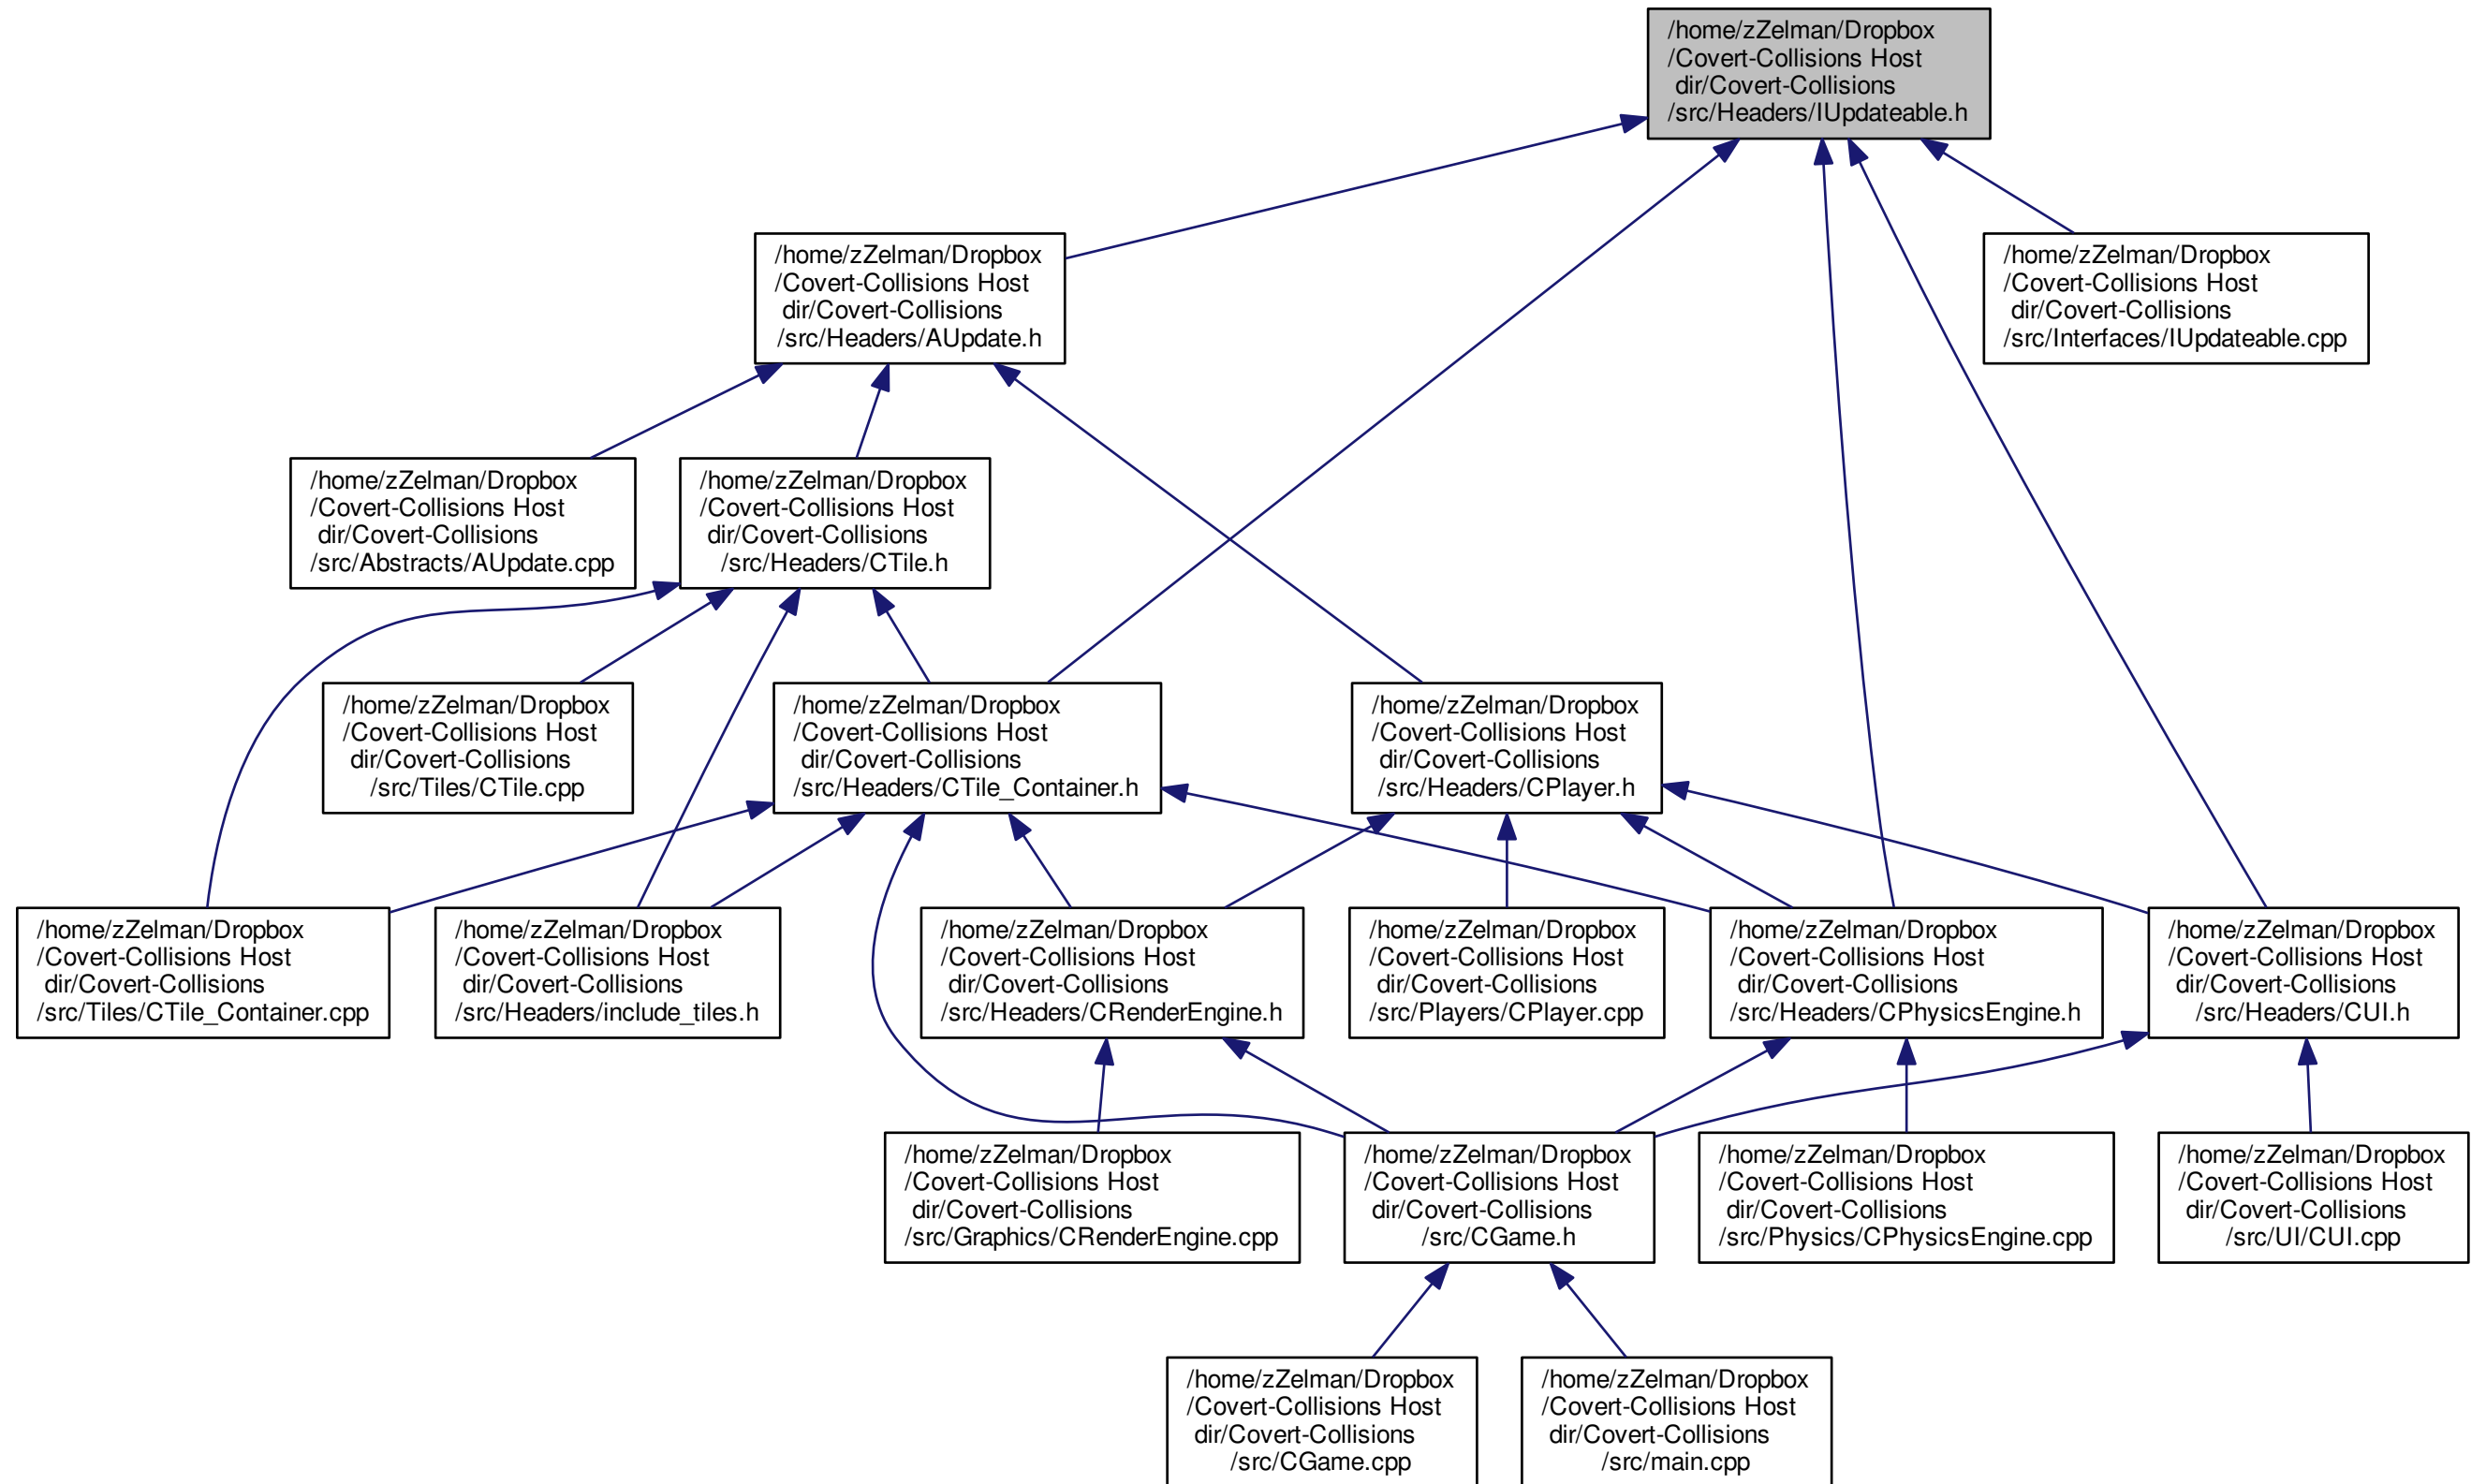 /home/zZelman/Dropbox
/Covert-Collisions Host
dir/Covert-Collisions
/src/Headers/IUpdateable.h
/home/zZelman/Dropbox
/Covert-Collisions Host
dir/Covert-Collisions
/src/Headers/AUpdate.h
/home/zZelman/Dropbox
/Covert-Collisions Host
dir/Covert-Collisions
/src/Interfaces/IUpdateable.cpp
/home/zZelman/Dropbox
/Covert-Collisions Host
dir/Covert-Collisions
/src/Abstracts/AUpdate.cpp
/home/zZelman/Dropbox
/Covert-Collisions Host
dir/Covert-Collisions
/src/Headers/CTile.h
/home/zZelman/Dropbox
/Covert-Collisions Host
dir/Covert-Collisions
/src/Tiles/CTile.cpp
/home/zZelman/Dropbox
/Covert-Collisions Host
dir/Covert-Collisions
/src/Headers/CTile_Container.h
/home/zZelman/Dropbox
/Covert-Collisions Host
dir/Covert-Collisions
/src/Headers/CPlayer.h
/home/zZelman/Dropbox
/Covert-Collisions Host
dir/Covert-Collisions
/src/Tiles/CTile_Container.cpp
/home/zZelman/Dropbox
/Covert-Collisions Host
dir/Covert-Collisions
/src/Headers/include_tiles.h
/home/zZelman/Dropbox
/Covert-Collisions Host
dir/Covert-Collisions
/src/Headers/CRenderEngine.h
/home/zZelman/Dropbox
/Covert-Collisions Host
dir/Covert-Collisions
/src/Players/CPlayer.cpp
/home/zZelman/Dropbox
/Covert-Collisions Host
dir/Covert-Collisions
/src/Headers/CPhysicsEngine.h
/home/zZelman/Dropbox
/Covert-Collisions Host
dir/Covert-Collisions
/src/Headers/CUI.h
/home/zZelman/Dropbox
/Covert-Collisions Host
dir/Covert-Collisions
/src/Graphics/CRenderEngine.cpp
/home/zZelman/Dropbox
/Covert-Collisions Host
dir/Covert-Collisions
/src/CGame.h
/home/zZelman/Dropbox
/Covert-Collisions Host
dir/Covert-Collisions
/src/Physics/CPhysicsEngine.cpp
/home/zZelman/Dropbox
/Covert-Collisions Host
dir/Covert-Collisions
/src/UI/CUI.cpp
/home/zZelman/Dropbox
/Covert-Collisions Host
dir/Covert-Collisions
/src/CGame.cpp
/home/zZelman/Dropbox
/Covert-Collisions Host
dir/Covert-Collisions
/src/main.cpp